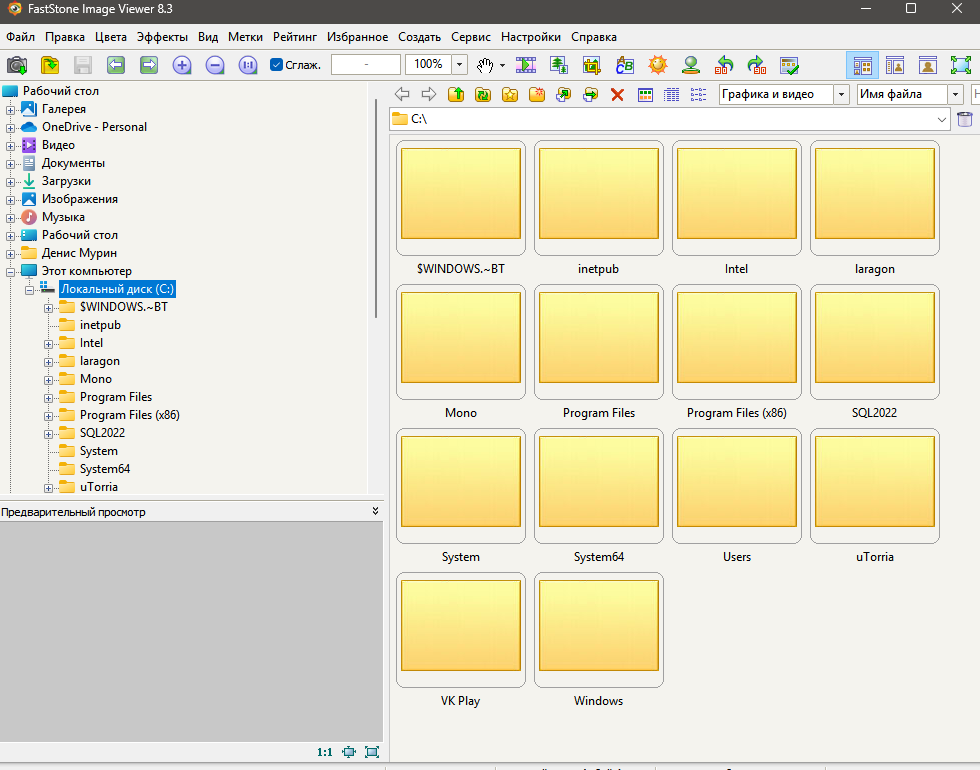 FastStone Image Viewer 8.3
Файл Правка Цвета Эффекты Вид Метки Рейтинг Избранное Создать Сервис Настройки Справка
Сглаж. - 100%
Рабочий стол
Галерея
OneDrive - Personal
Видео
Документы
Загрузки
Изображения
Музыка
Рабочий стол
Денис Мурин
Этот компьютер
Локальный диск (C:)
$WINDOWS.~BT
inetpub
Intel
laragon
Mono
Program Files
Program Files (x86)
SQL2022
System
System64
uTorria
Предварительный просмотр
1:1
Графика и видео Имя файла
C:\
$WINDOWS.~BT inetpub Intel laragon
Mono Program Files Program Files (x86) SQL2022
System System64 Users uTorria
VK Play Windows